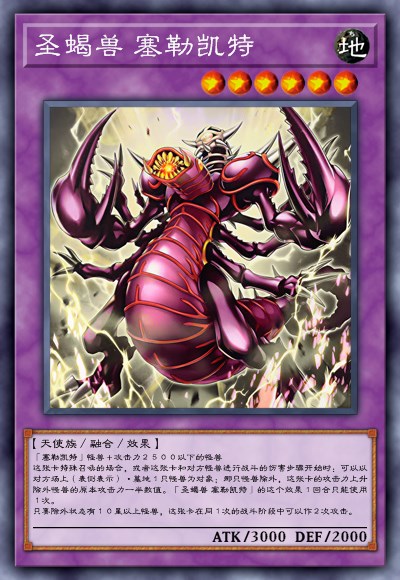 圣蝎兽 塞勒凯特
地
【天使族/融合/效果】
「塞勒凯特」怪兽+攻击力2500以下的怪兽
这张卡特殊召唤的场合，或者这张卡和对方怪兽进行战斗的伤害步骤开始时：可以以
对方场上（表侧表示）·墓地1只怪兽为对象；那只怪兽除外，这张卡的攻击力上升
除外怪兽的原本攻击力一半数值。「圣蝎兽 塞勒凯特」的这个效果1回合只能使用
1次。
只要除外状态有10星以上怪兽，这张卡在同1次的战斗阶段中可以作2次攻击。
ATK/3000 DEF/2000